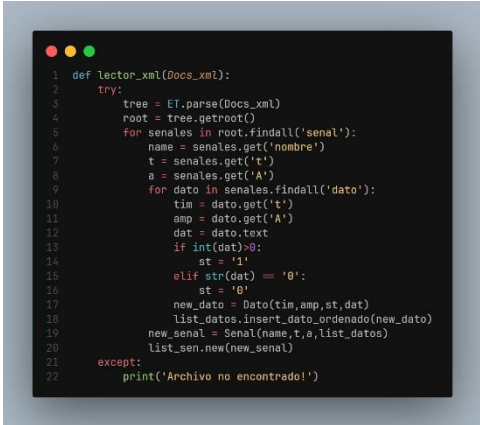 1 def lector_xml(Docs_xml):
2     try:
3         tree = ET.parse(Docs_xml)
4         root = tree.getroot()
5         for senales in root.findall('senal'):
6             name = senales.get('nombre')
7             t = senales.get('t')
8             a = senales.get('A')
9             for dato in senales.findall('dato'):
10                 tim = dato.get('t')
11                 amp = dato.get('A')
12                 dat = dato.text
13                 if int(dat)>0:
14                     st = '1'
15                 elif str(dat) == '0':
16                     st = '0'
17                 new_dato = Dato(tim,amp,st,dat)
18                 list_datos.insert_dato_ordenado(new_dato)
19             new_senal = Senal(name,t,a,list_datos)
20             list_sen.new(new_senal)
21     except:
22         print('Archivo no encontrado!')